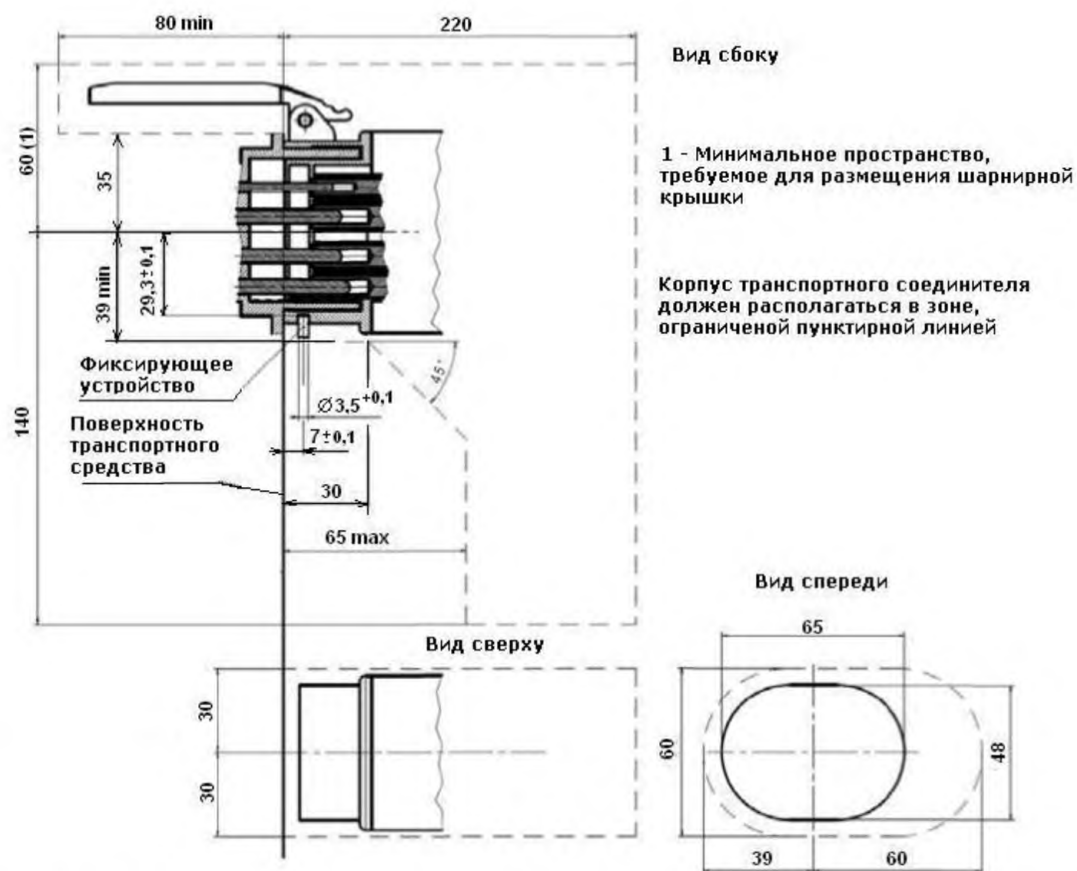 80 min
220
Вид сбоку
60 (1)
35
1 - Минимальное пространство,
требуемое для размещения шарнирной
крышки
39 min
29,3±0,1
Корпус транспортного соединителя
должен располагаться в зоне,
ограниченой пунктирной линией
Фиксирующее
устройство
45°
140
∅3,5+0,1
Поверхность
транспортного
средства
7±0,1
30
65 max
Вид спереди
Вид сверху
65
30
30
60
48
39
60